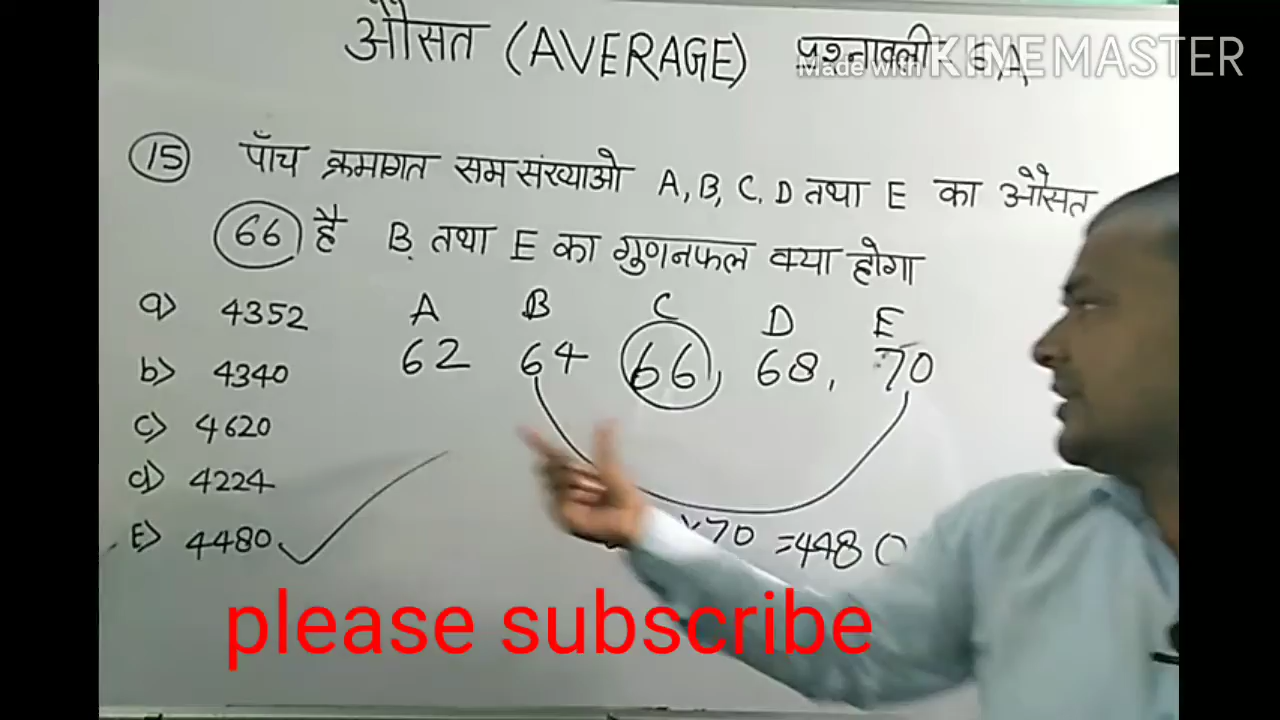 औसत (AVERAGE) प्रश्नावली- A
Made with KINEMASTER
15 पाँच क्रमागत सम संख्याओ A, B, C, D तथा E का औसत
66 है B तथा E का गुणनफल क्या होगा
a) 4352
b) 4340
c) 4620
d) 4224
E) 4480
A B C D E
62 64 66, 68, 70
×70 =4480
please subscribe